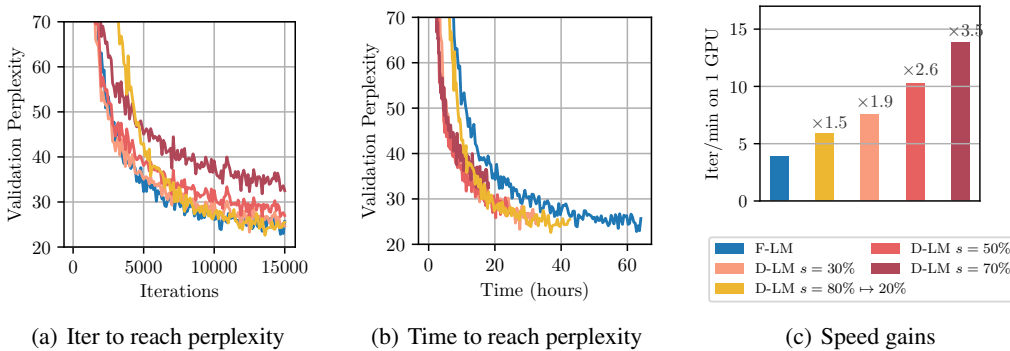 Validation Perplexity
70
60
50
40
30
20
0
5000
10000
15000
Iterations
(a) Iter to reach perplexity
Validation Perplexity
70
60
50
40
30
20
0
20
40
60
Time (hours)
(b) Time to reach perplexity
Iter/min on 1 GPU
15
10
5
0
×1.5
×1.9
×2.6
×3.5
F-LM
D-LM s = 30%
D-LM s = 80% ↦ 20%
D-LM s = 50%
D-LM s = 70%
(c) Speed gains